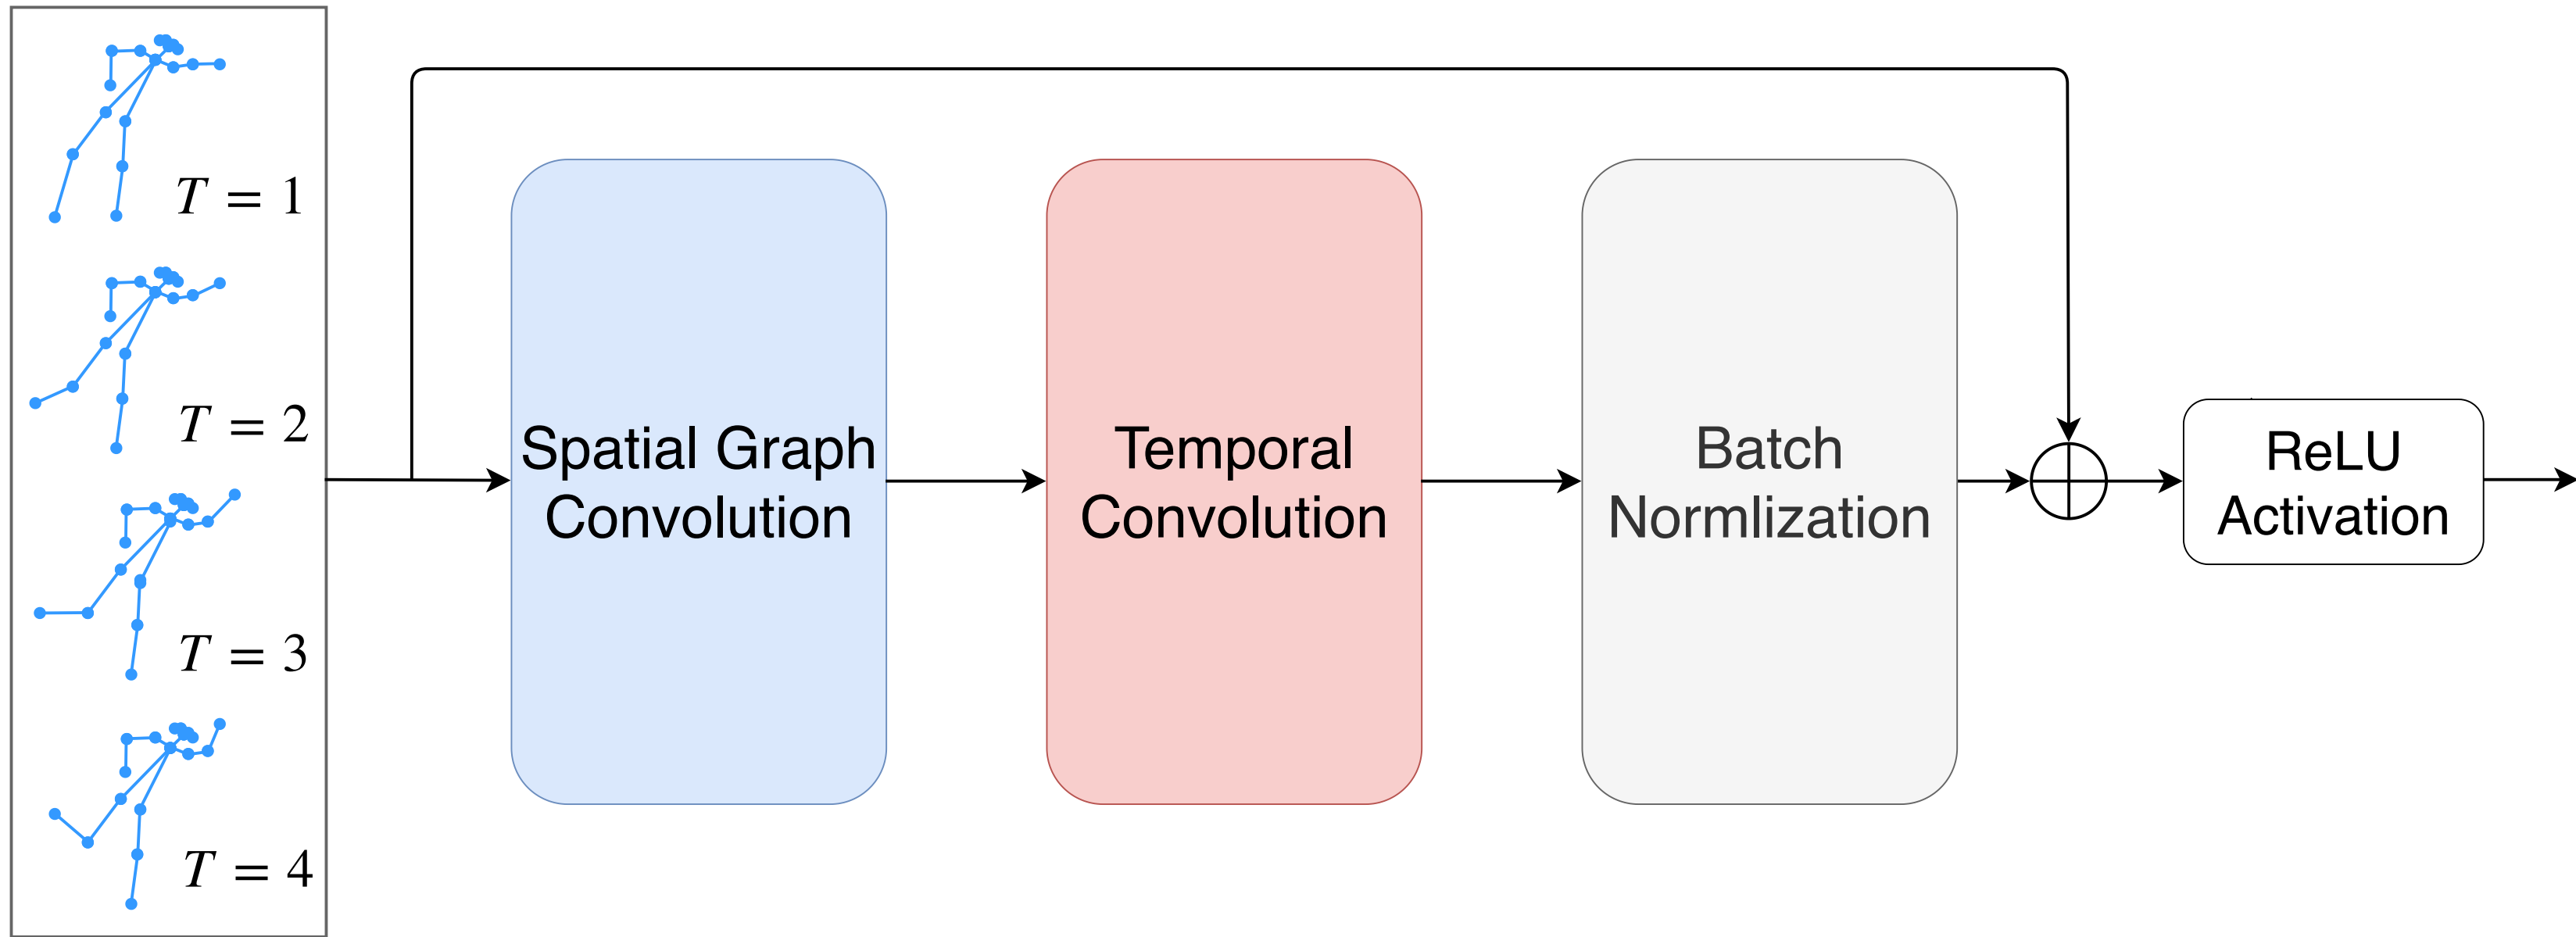 T = 1
T = 2
T = 3
T = 4
Spatial Graph
Convolution
Temporal
Convolution
Batch
Normlization
ReLU
Activation